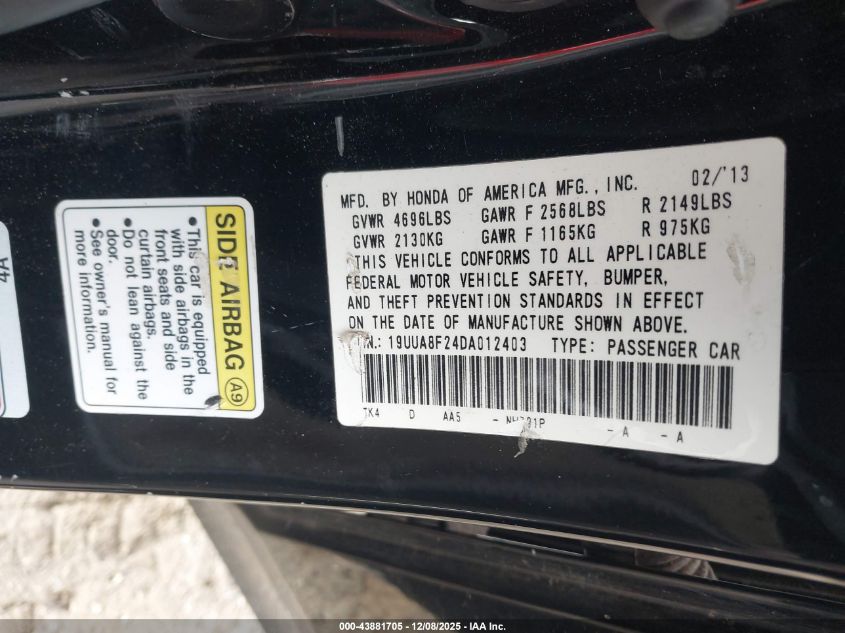 MFD. BY HONDA OF AMERICA MFG., INC. 02/'13
GVWR 4696LBS GAWR F 2568LBS R 2149LBS
GVWR 2130KG GAWR F 1165KG R 975KG
THIS VEHICLE CONFORMS TO ALL APPLICABLE
FEDERAL MOTOR VEHICLE SAFETY, BUMPER,
AND THEFT PREVENTION STANDARDS IN EFFECT
ON THE DATE OF MANUFACTURE SHOWN ABOVE.
19UUA8F24DA012403 TYPE: PASSENGER CAR
TK4 D AA5 - -A -A
SIDE AIRBAG A9
• This car is equipped
with side airbags in the
front seats and side
curtain airbags.
• Do not lean against the
door.
• See owner's manual for
more information.
4A
000-43881705 - 12/08/2025 - IAA Inc.